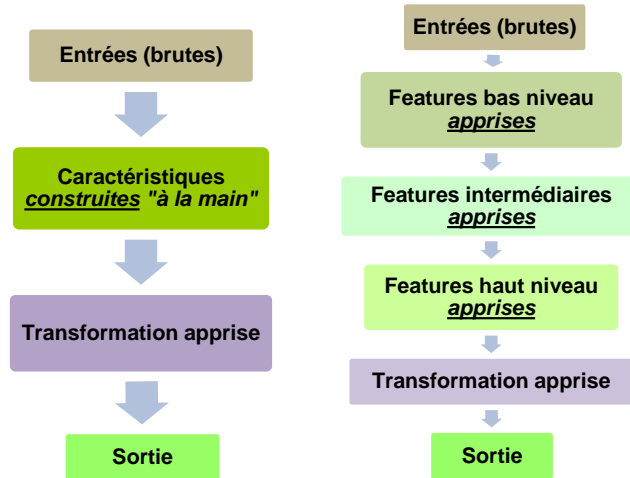 Entrées (brutes)
Caractéristiques
construites "à la main"
Transformation apprise
Sortie
Entrées (brutes)
Features bas niveau
apprises
Features intermédiaires
apprises
Features haut niveau
apprises
Transformation apprise
Sortie